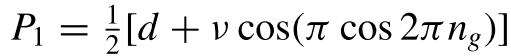 P₁ = ½[d + ν cos(π cos 2πn_g)]